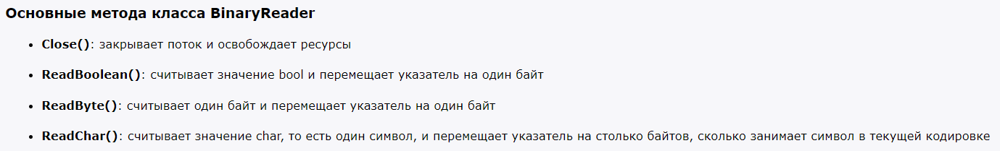 Основные метода класса BinaryReader
• Close(): закрывает поток и освобождает ресурсы
• ReadBoolean(): считывает значение bool и перемещает указатель на один байт
• ReadByte(): считывает один байт и перемещает указатель на один байт
• ReadChar(): считывает значение char, то есть один символ, и перемещает указатель на столько байтов, сколько занимает символ в текущей кодировке